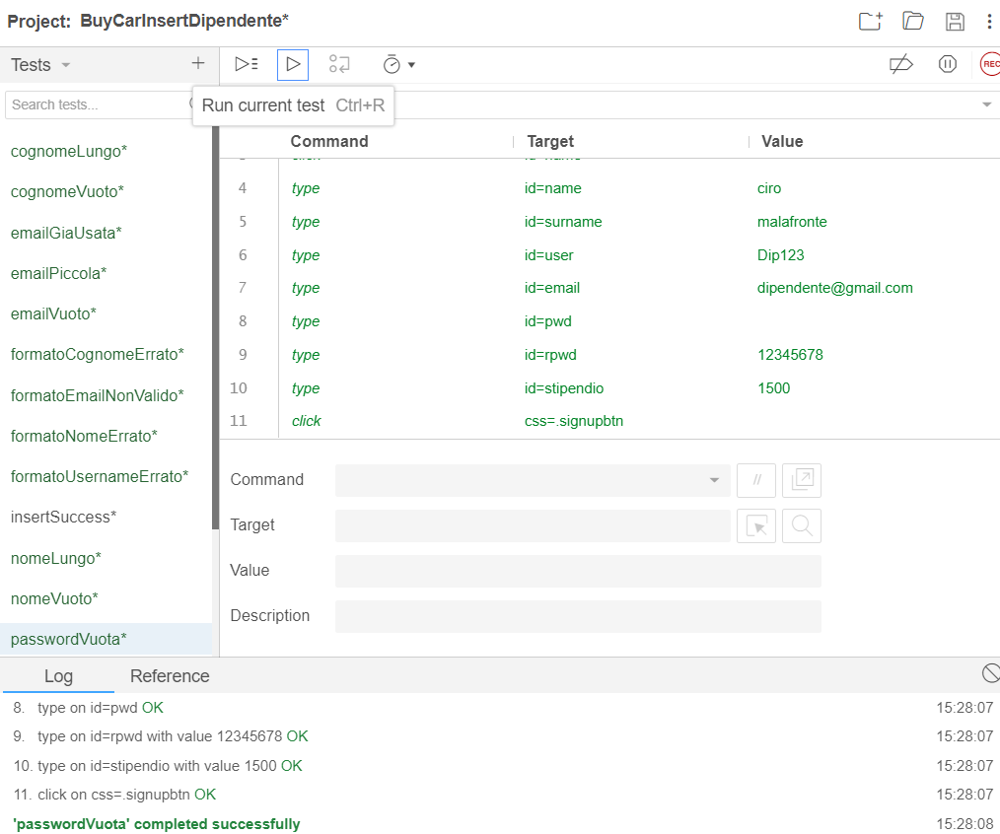 Project: BuyCarInsertDipendente*
Tests
REC
Search tests...
Run current test Ctrl+R
Command Target Value
4 type id=name ciro
5 type id=surname malafronte
6 type id=user Dip123
7 type id=email dipendente@gmail.com
8 type id=pwd
9 type id=rpwd 12345678
10 type id=stipendio 1500
11 click css=.signupbtn
cognomeLungo*
cognomeVuoto*
emailGiaUsata*
emailPiccola*
emailVuoto*
formatoCognomeErrato*
formatoEmailNonValido*
formatoNomeErrato*
formatoUsernameErrato*
insertSuccess*
nomeLungo*
nomeVuoto*
passwordVuota*
Command //
Target
Value
Description
Log Reference
8. type on id=pwd OK 15:28:07
9. type on id=rpwd with value 12345678 OK 15:28:07
10. type on id=stipendio with value 1500 OK 15:28:07
11. click on css=.signupbtn OK 15:28:07
'passwordVuota' completed successfully 15:28:08